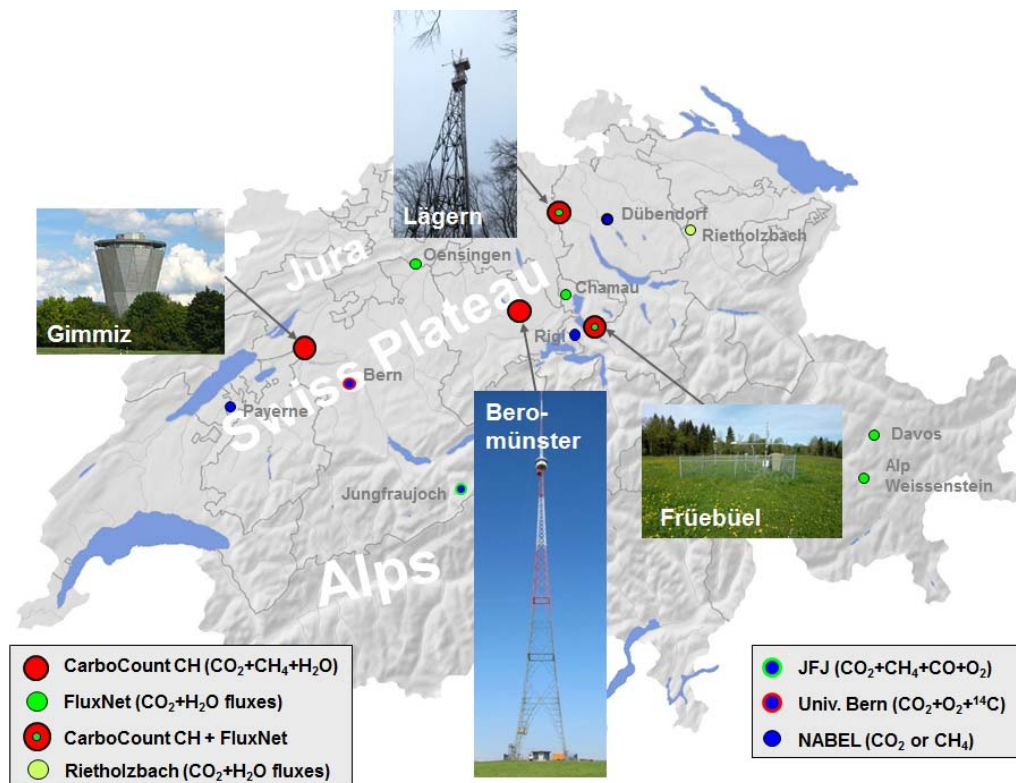 Lägern
Dübendorf
Rietholzbach
Gimmiz
Jura
Oensingen
Swiss Plateau
Chamau
Rigi
Bern
Payerne
Bero-
münster
Davos
Alp
Weissenstein
Jungfraujoch
Früebüel
Alps
CarboCount CH (CO₂+CH₄+H₂O)
FluxNet (CO₂+H₂O fluxes)
CarboCount CH + FluxNet
Rietholzbach (CO₂+H₂O fluxes)
JFJ (CO₂+CH₄+CO+O₂)
Univ. Bern (CO₂+O₂+¹⁴C)
NABEL (CO₂ or CH₄)